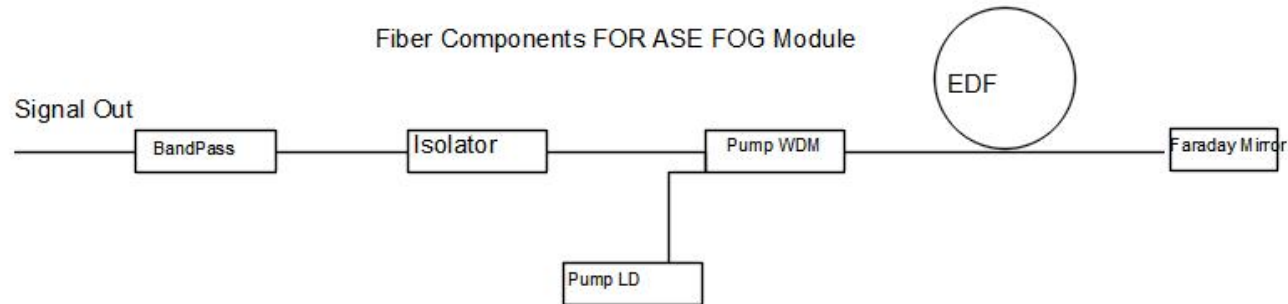 Fiber Components FOR ASE FOG Module
EDF
Signal Out
BandPass
Isolator
Pump WDM
Faraday Mirror
Pump LD